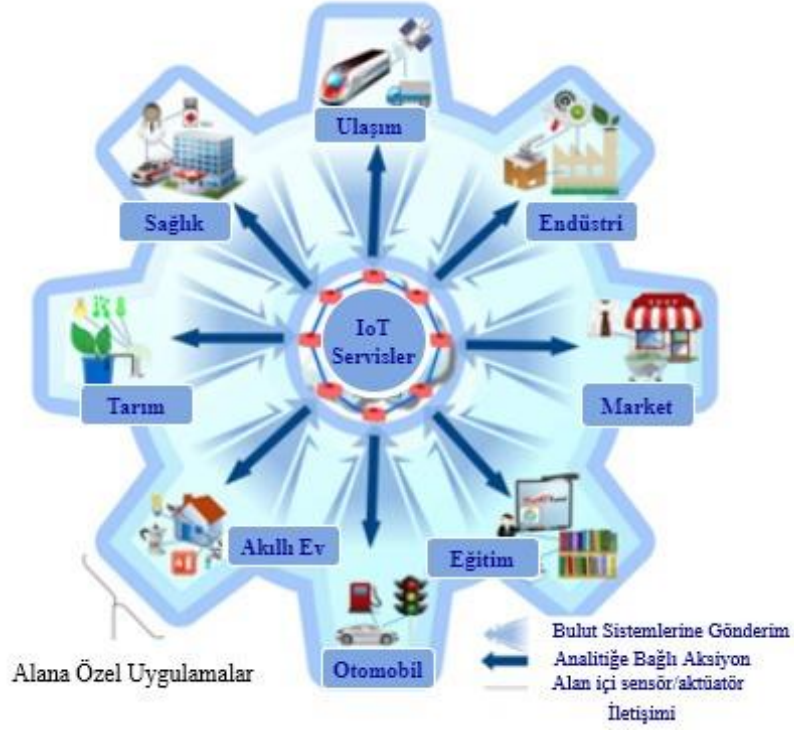 Ulaşım
Sağlık
Endüstri
IoT
Servisler
Tarım
Market
Akıllı Ev
Eğitim
Otomobil
Alana Özel Uygulamalar
Bulut Sistemlerine Gönderim
Analitiğe Bağlı Aksiyon
Alan içi sensör/aktüatör
İletişimi